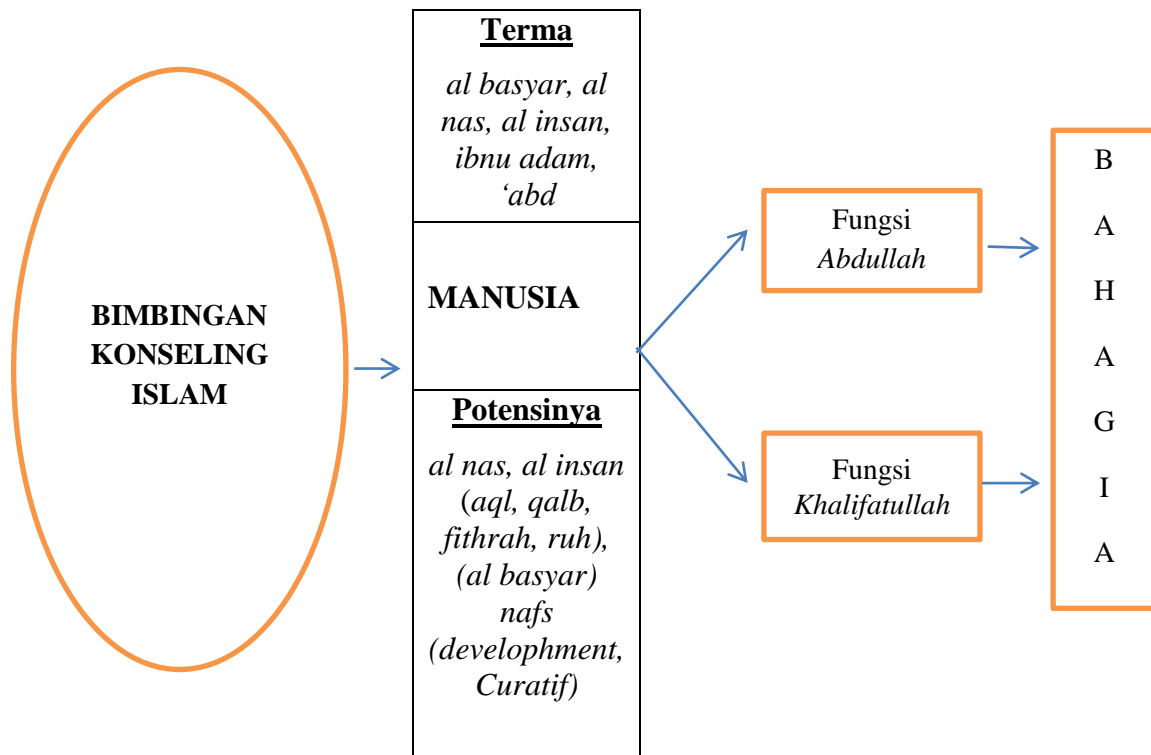 BIMBINGAN
KONSELING
ISLAM
Terma
al basyar, al
nas, al insan,
ibnu adam,
‘abd
MANUSIA
Potensinya
al nas, al insan
(aql, qalb,
fithrah, ruh),
(al basyar)
nafs
(develophment,
Curatif)
Fungsi
Abdullah
Fungsi
Khalifatullah
B
A
H
A
G
I
A